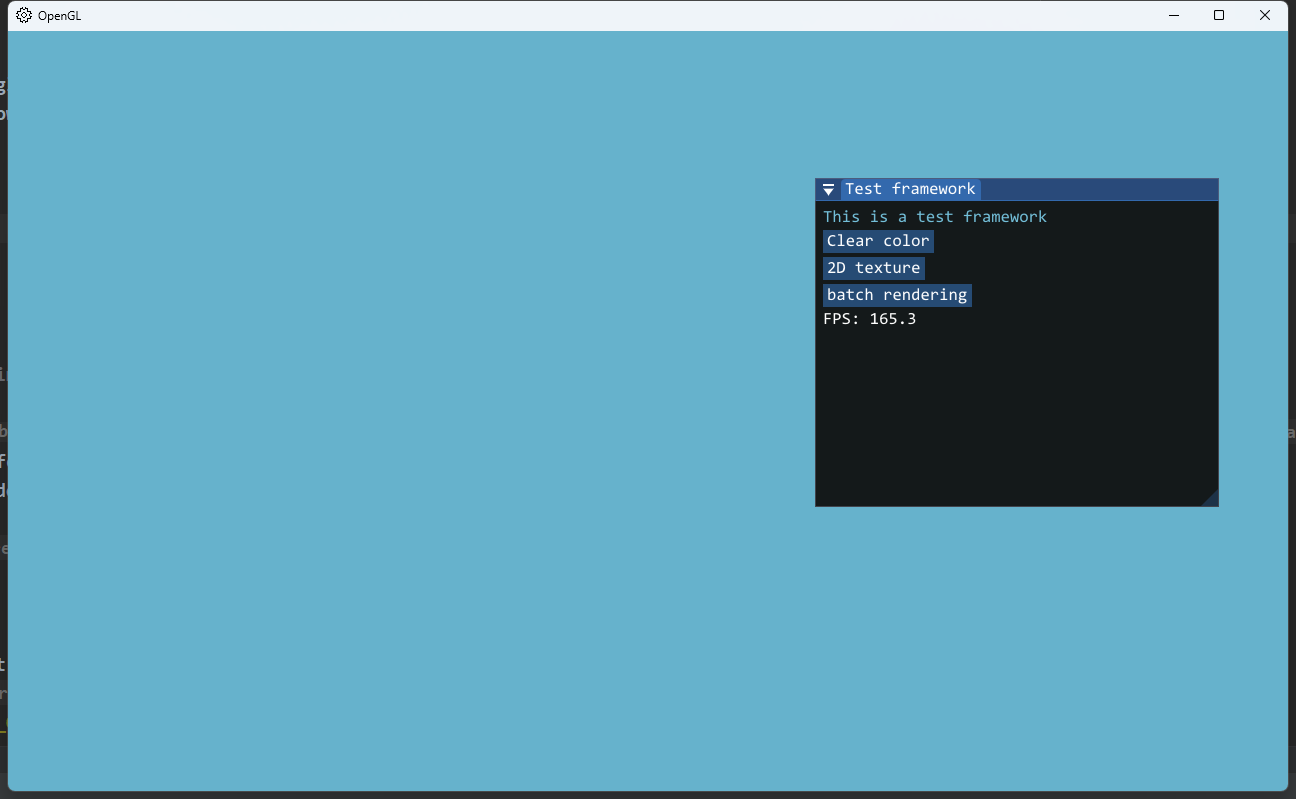 OpenGL
Test framework
This is a test framework
Clear color
2D texture
batch rendering
FPS: 165.3